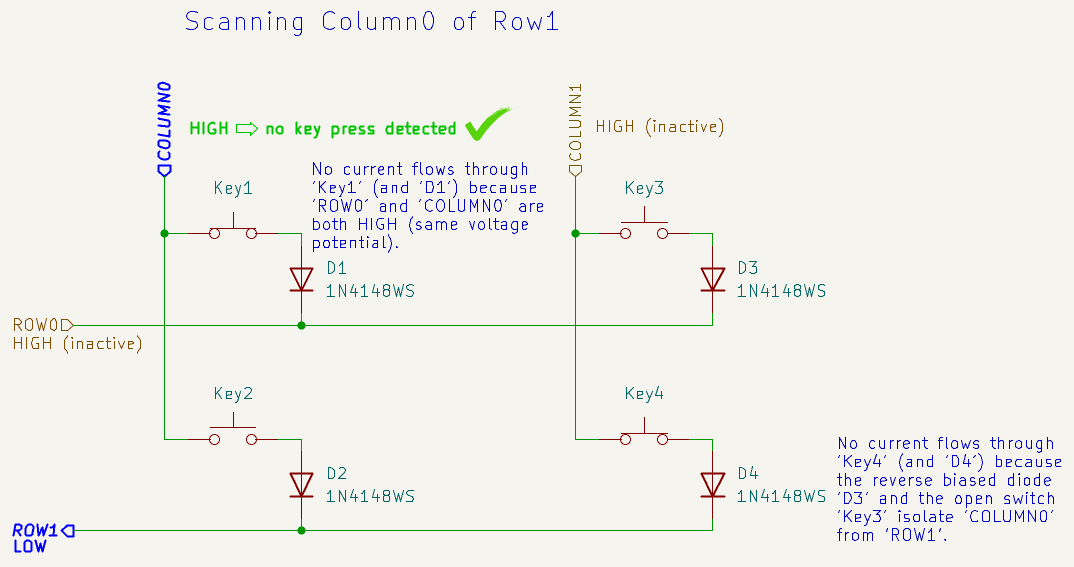 Scanning Column0 of Row1
COLUMN0
HIGH ⇨ no key press detected
COLUMN1
HIGH (inactive)
No current flows through
'Key1' (and 'D1') because
'ROW0' and 'COLUMN0' are
both HIGH (same voltage
potential).
Key1
Key3
D1
1N4148WS
D3
1N4148WS
ROW0
HIGH (inactive)
Key2
Key4
D2
1N4148WS
D4
1N4148WS
No current flows through
'Key4' (and 'D4') because
the reverse biased diode
'D3' and the open switch
'Key3' isolate 'COLUMN0'
from 'ROW1'.
ROW1
LOW